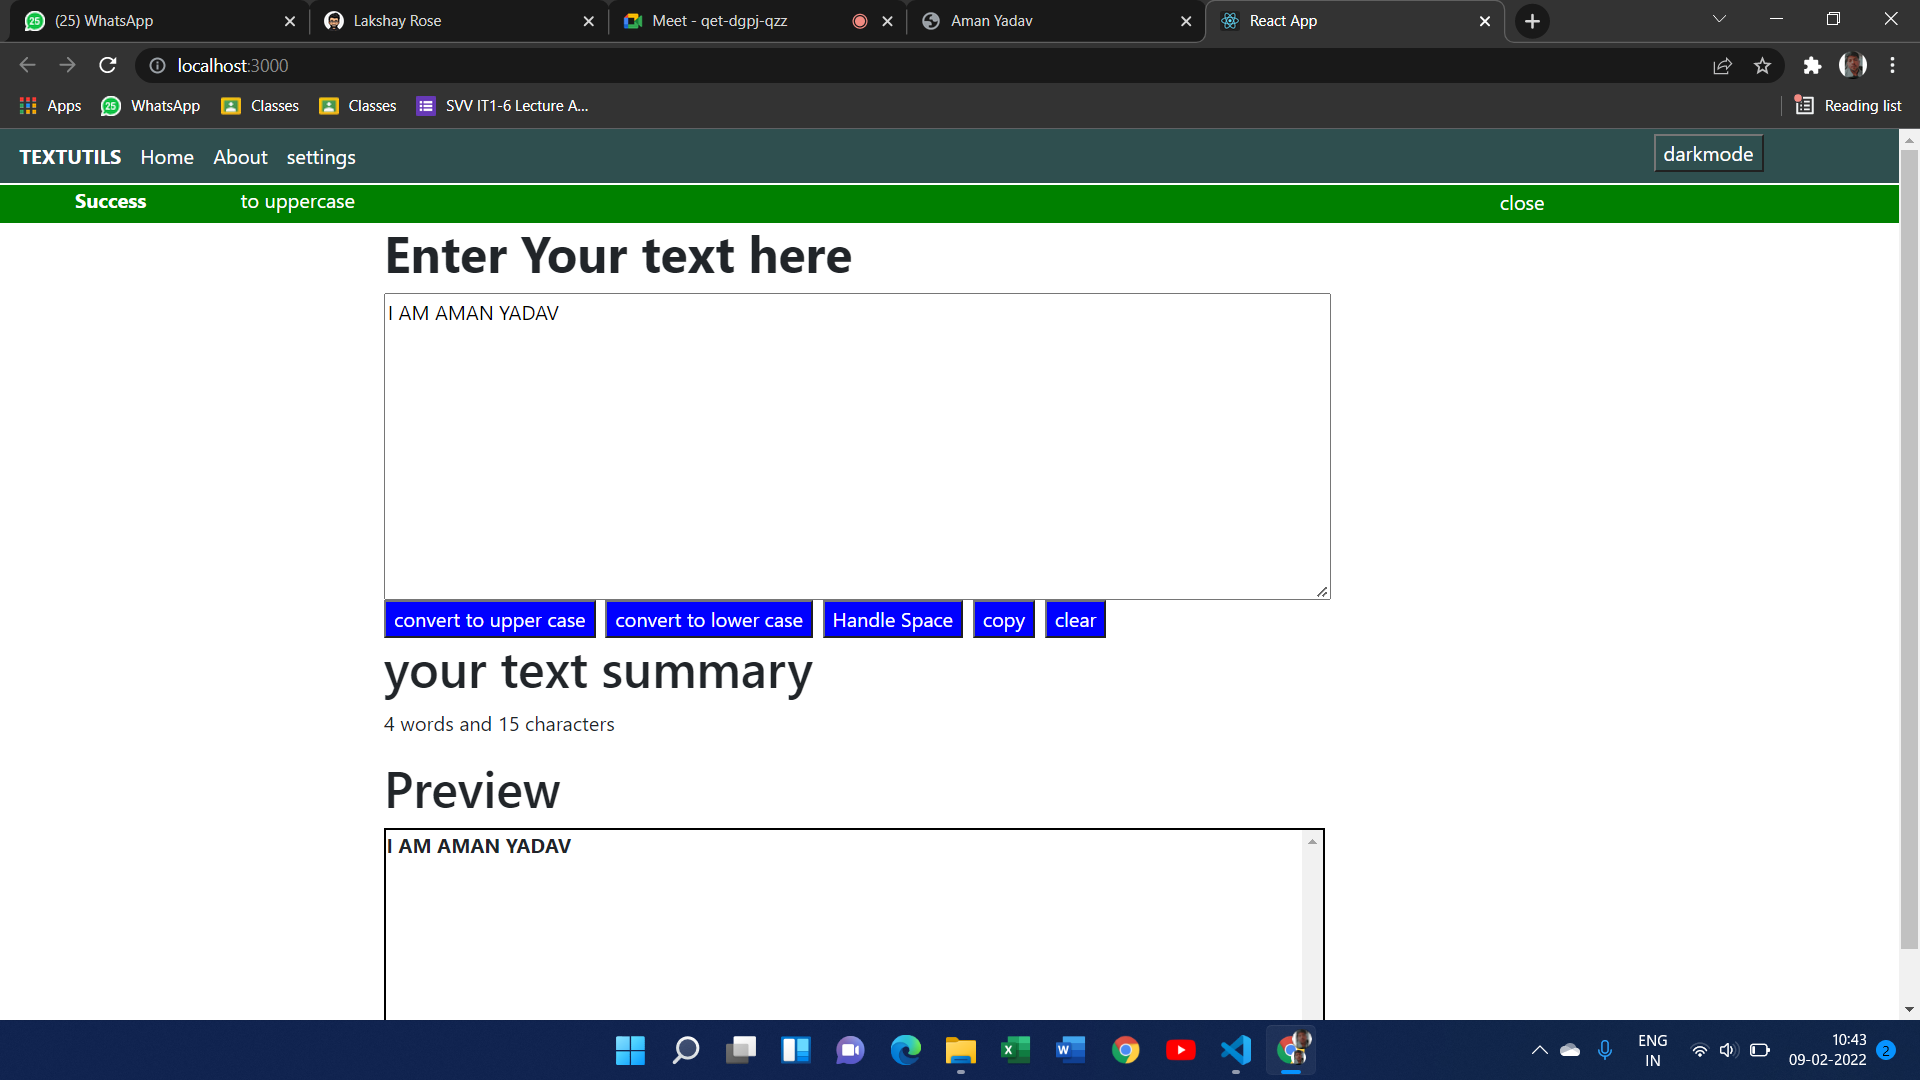 (25) WhatsApp
Lakshay Rose
Meet - qet-dgpj-qzz
Aman Yadav
React App
localhost:3000
Apps
WhatsApp
Classes
Classes
SVV IT1-6 Lecture A...
Reading list
TEXTUTILS Home About settings
darkmode
Success to uppercase close
Enter Your text here
I AM AMAN YADAV
convert to upper case convert to lower case Handle Space copy clear
your text summary
4 words and 15 characters
Preview
I AM AMAN YADAV
ENG
IN
10:43
09-02-2022
2